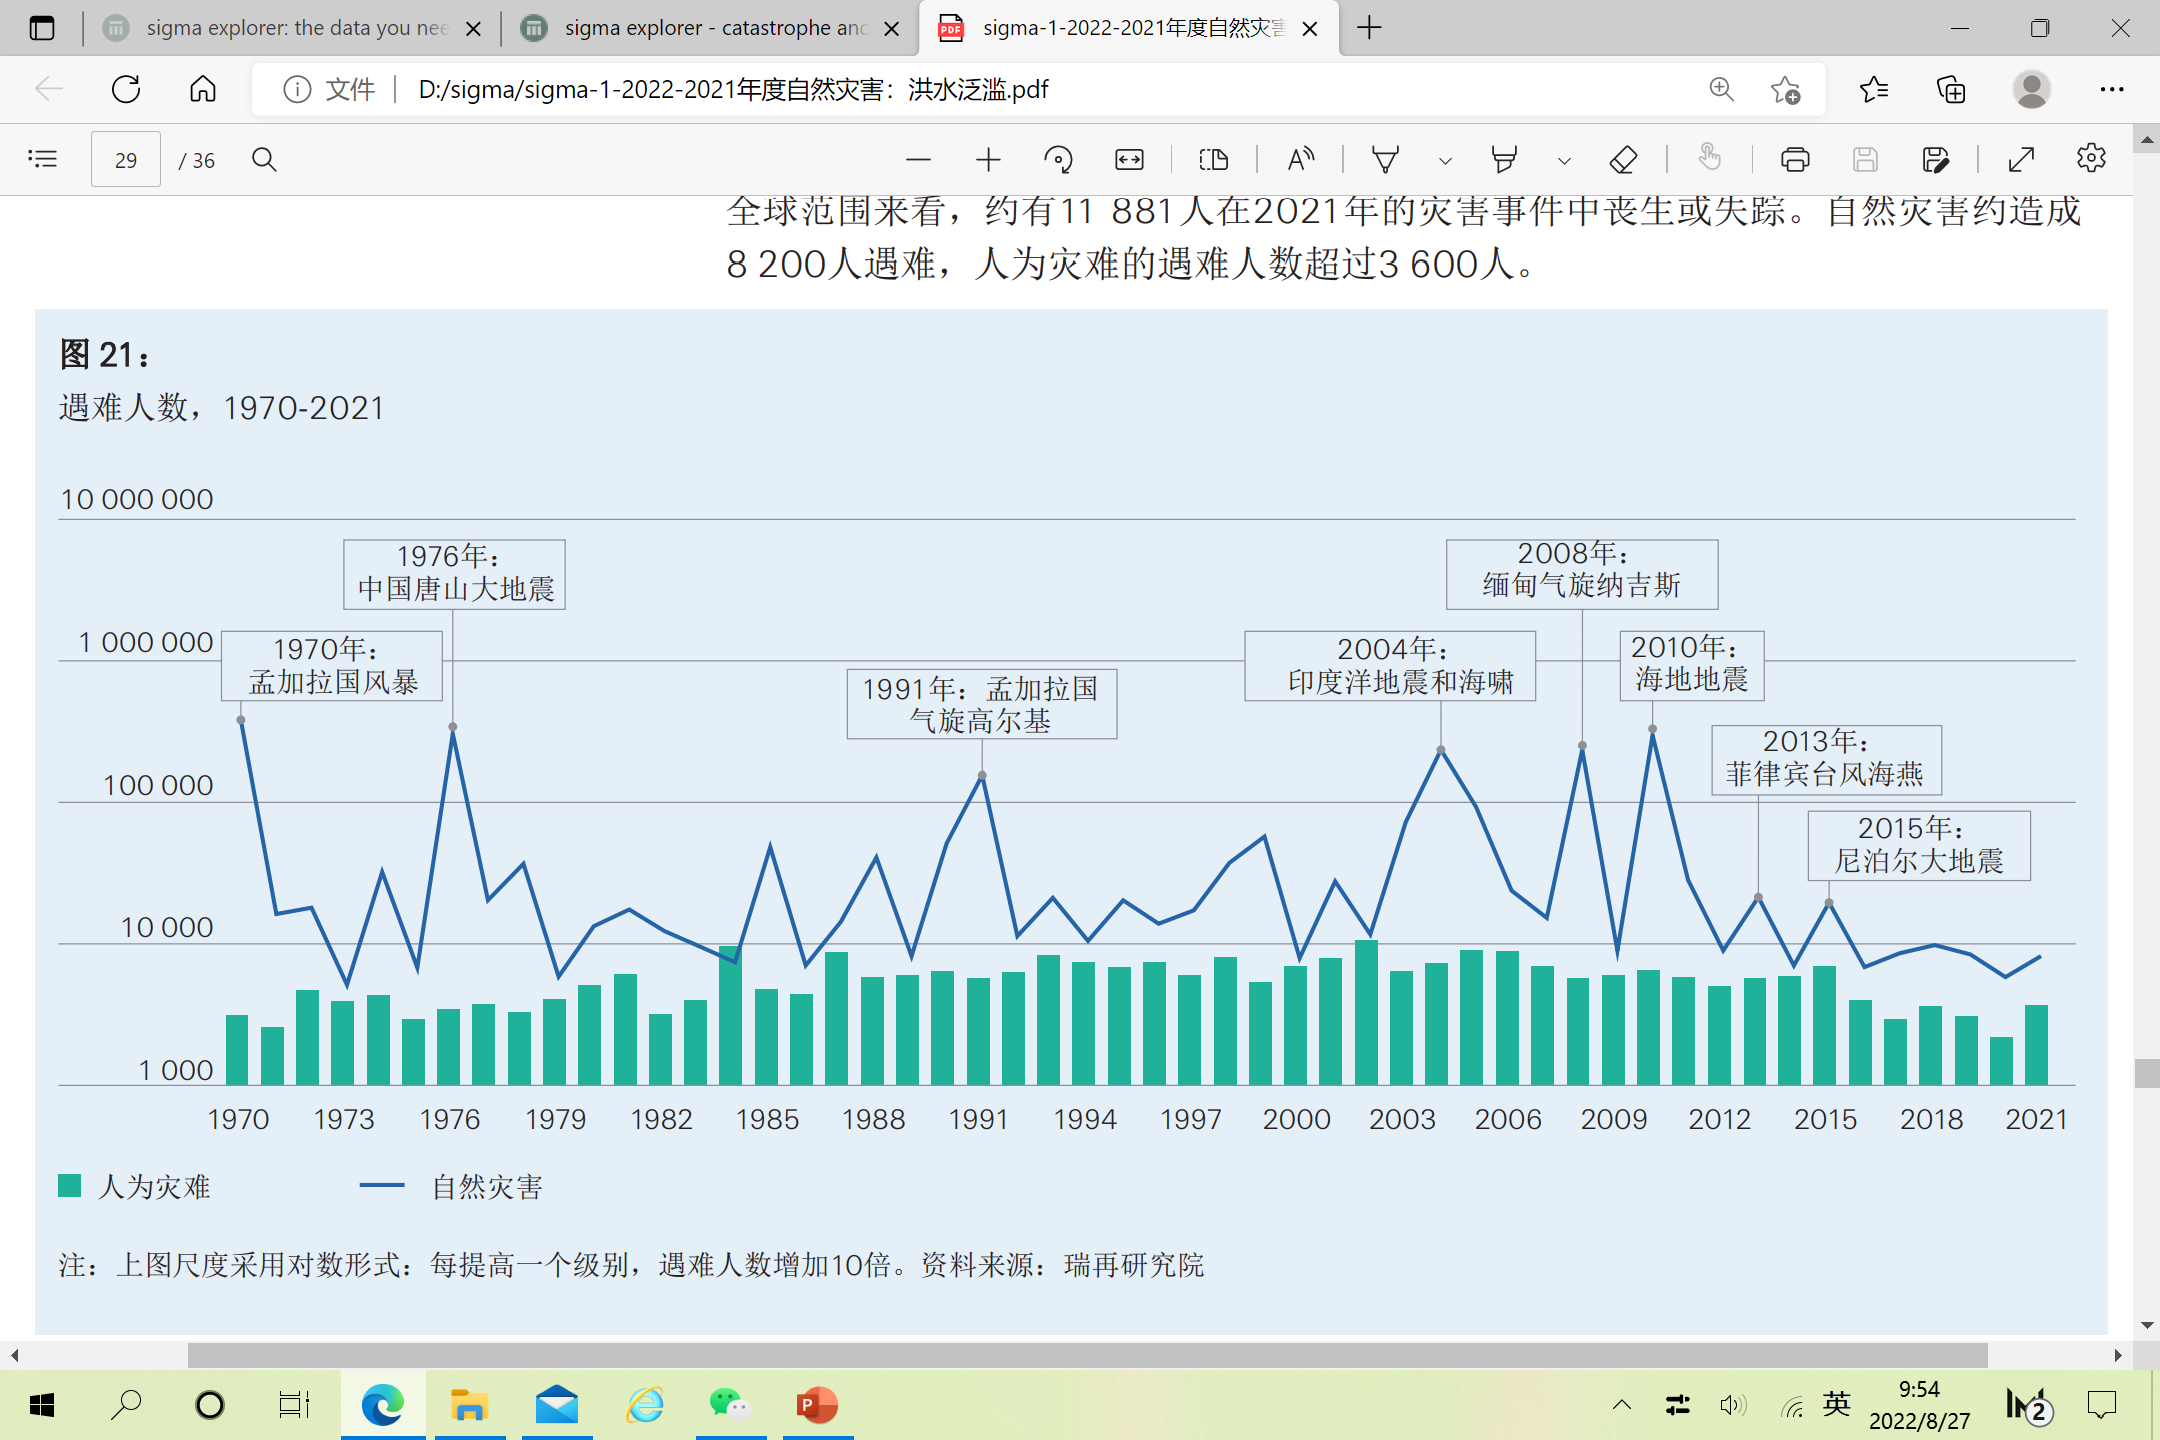 sigma explorer: the data you nee
sigma explorer - catastrophe and
sigma-1-2022-2021年度自然灾害
文件
D:/sigma/sigma-1-2022-2021年度自然灾害：洪水泛滥.pdf
29
/ 36
全球范围来看，约有11 881人在2021年的灾害事件中丧生或失踪。自然灾害约造成
8 200人遇难，人为灾难的遇难人数超过3 600人。
图 21：
遇难人数，1970-2021
10 000 000
1976年：
中国唐山大地震
2008年：
缅甸气旋纳吉斯
1 000 000
1970年：
孟加拉国风暴
2004年：
印度洋地震和海啸
2010年：
海地地震
1991年：孟加拉国
气旋高尔基
2013年：
菲律宾台风海燕
100 000
2015年：
尼泊尔大地震
10 000
1 000
1970 1973 1976 1979 1982 1985 1988 1991 1994 1997 2000 2003 2006 2009 2012 2015 2018 2021
人为灾难
自然灾害
注：上图尺度采用对数形式：每提高一个级别，遇难人数增加10倍。资料来源：瑞再研究院
英
9:54
2022/8/27
2